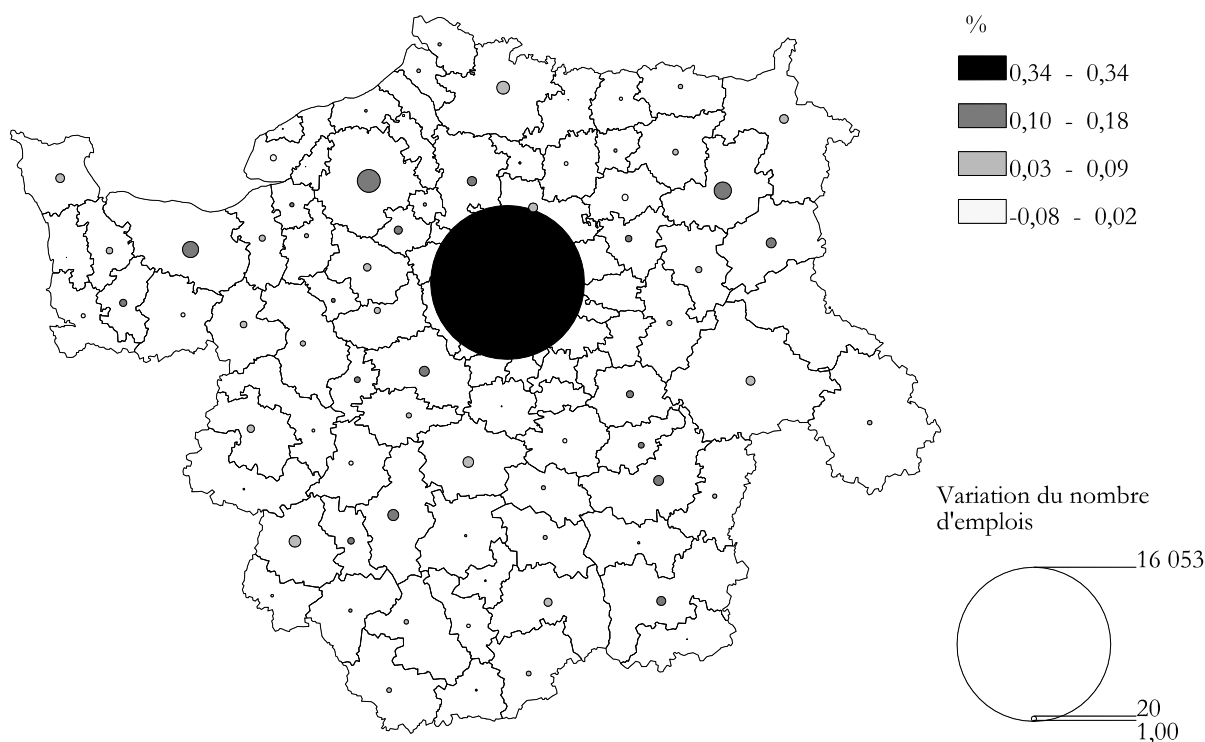 %
0,34 - 0,34
0,10 - 0,18
0,03 - 0,09
-0,08 - 0,02
Variation du nombre
d'emplois
16 053
20
1,00